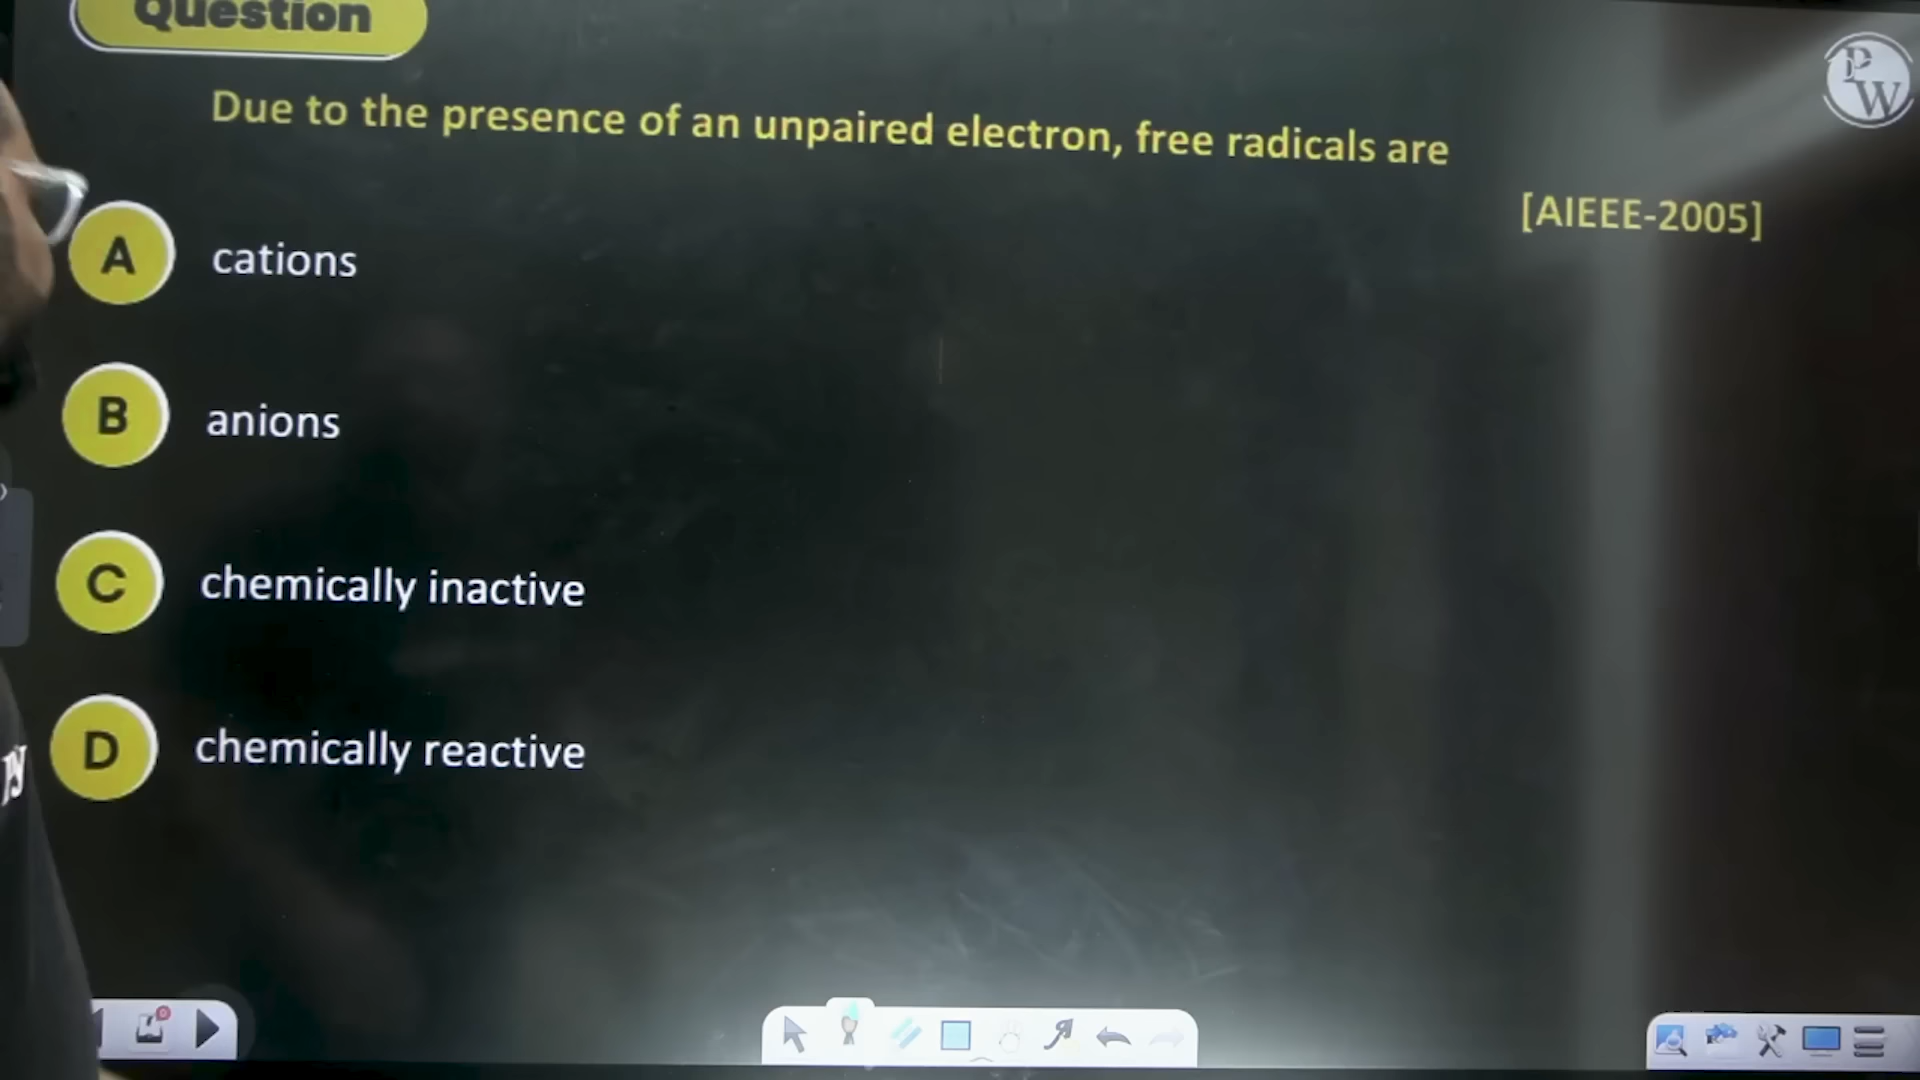 Question
PW
Due to the presence of an unpaired electron, free radicals are
[AIEEE-2005]
A cations
B anions
C chemically inactive
D chemically reactive